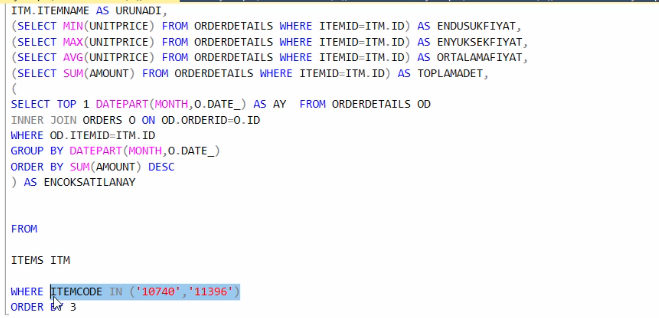 ITM.ITEMNAME AS URUNADI,
(SELECT MIN(UNITPRICE) FROM ORDERDETAILS WHERE ITEMID=ITM.ID) AS ENDUSUKFIYAT,
(SELECT MAX(UNITPRICE) FROM ORDERDETAILS WHERE ITEMID=ITM.ID) AS ENYUKSEKFIYAT,
(SELECT AVG(UNITPRICE) FROM ORDERDETAILS WHERE ITEMID=ITM.ID) AS ORTALAMAFIYAT,
(SELECT SUM(AMOUNT) FROM ORDERDETAILS WHERE ITEMID=ITM.ID) AS TOPLAMADET,
(
SELECT TOP 1 DATEPART(MONTH,O.DATE_) AS AY  FROM ORDERDETAILS OD
INNER JOIN ORDERS O ON OD.ORDERID=O.ID
WHERE OD.ITEMID=ITM.ID
GROUP BY DATEPART(MONTH,O.DATE_)
ORDER BY SUM(AMOUNT) DESC
) AS ENCOKSATILANAY
FROM
ITEMS ITM
WHERE ITEMCODE IN ('10740','11396')
ORDER BY 3